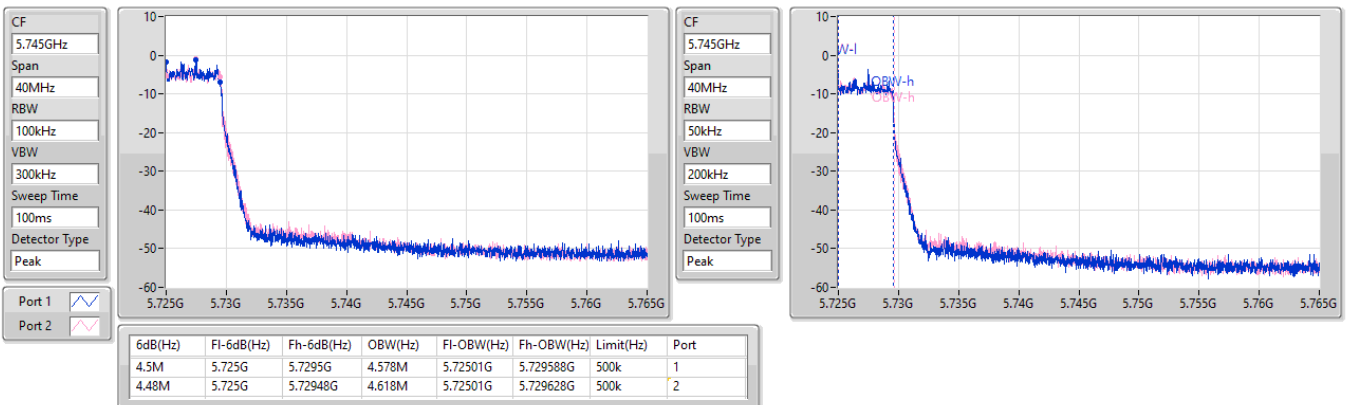 CF
5.745GHz
Span
40MHz
RBW
100kHz
VBW
300kHz
Sweep Time
100ms
Detector Type
Peak
Port 1
Port 2
10-
0-
-10-
-20-
-30-
-40-
-50-
-60-
5.725G 5.73G 5.735G 5.74G 5.745G 5.75G 5.755G 5.76G 5.765G
CF
5.745GHz
Span
40MHz
RBW
50kHz
VBW
200kHz
Sweep Time
100ms
Detector Type
Peak
10-
0-
-10-
-20-
-30-
-40-
-50-
-60-
W-l
OBW-h
OBW-h
5.725G 5.73G 5.735G 5.74G 5.745G 5.75G 5.755G 5.76G 5.765G
6dB(Hz) Fl-6dB(Hz) Fh-6dB(Hz) OBW(Hz) Fl-OBW(Hz) Fh-OBW(Hz) Limit(Hz) Port
4.5M 5.725G 5.7295G 4.578M 5.72501G 5.729588G 500k 1
4.48M 5.725G 5.72948G 4.618M 5.72501G 5.729628G 500k 2